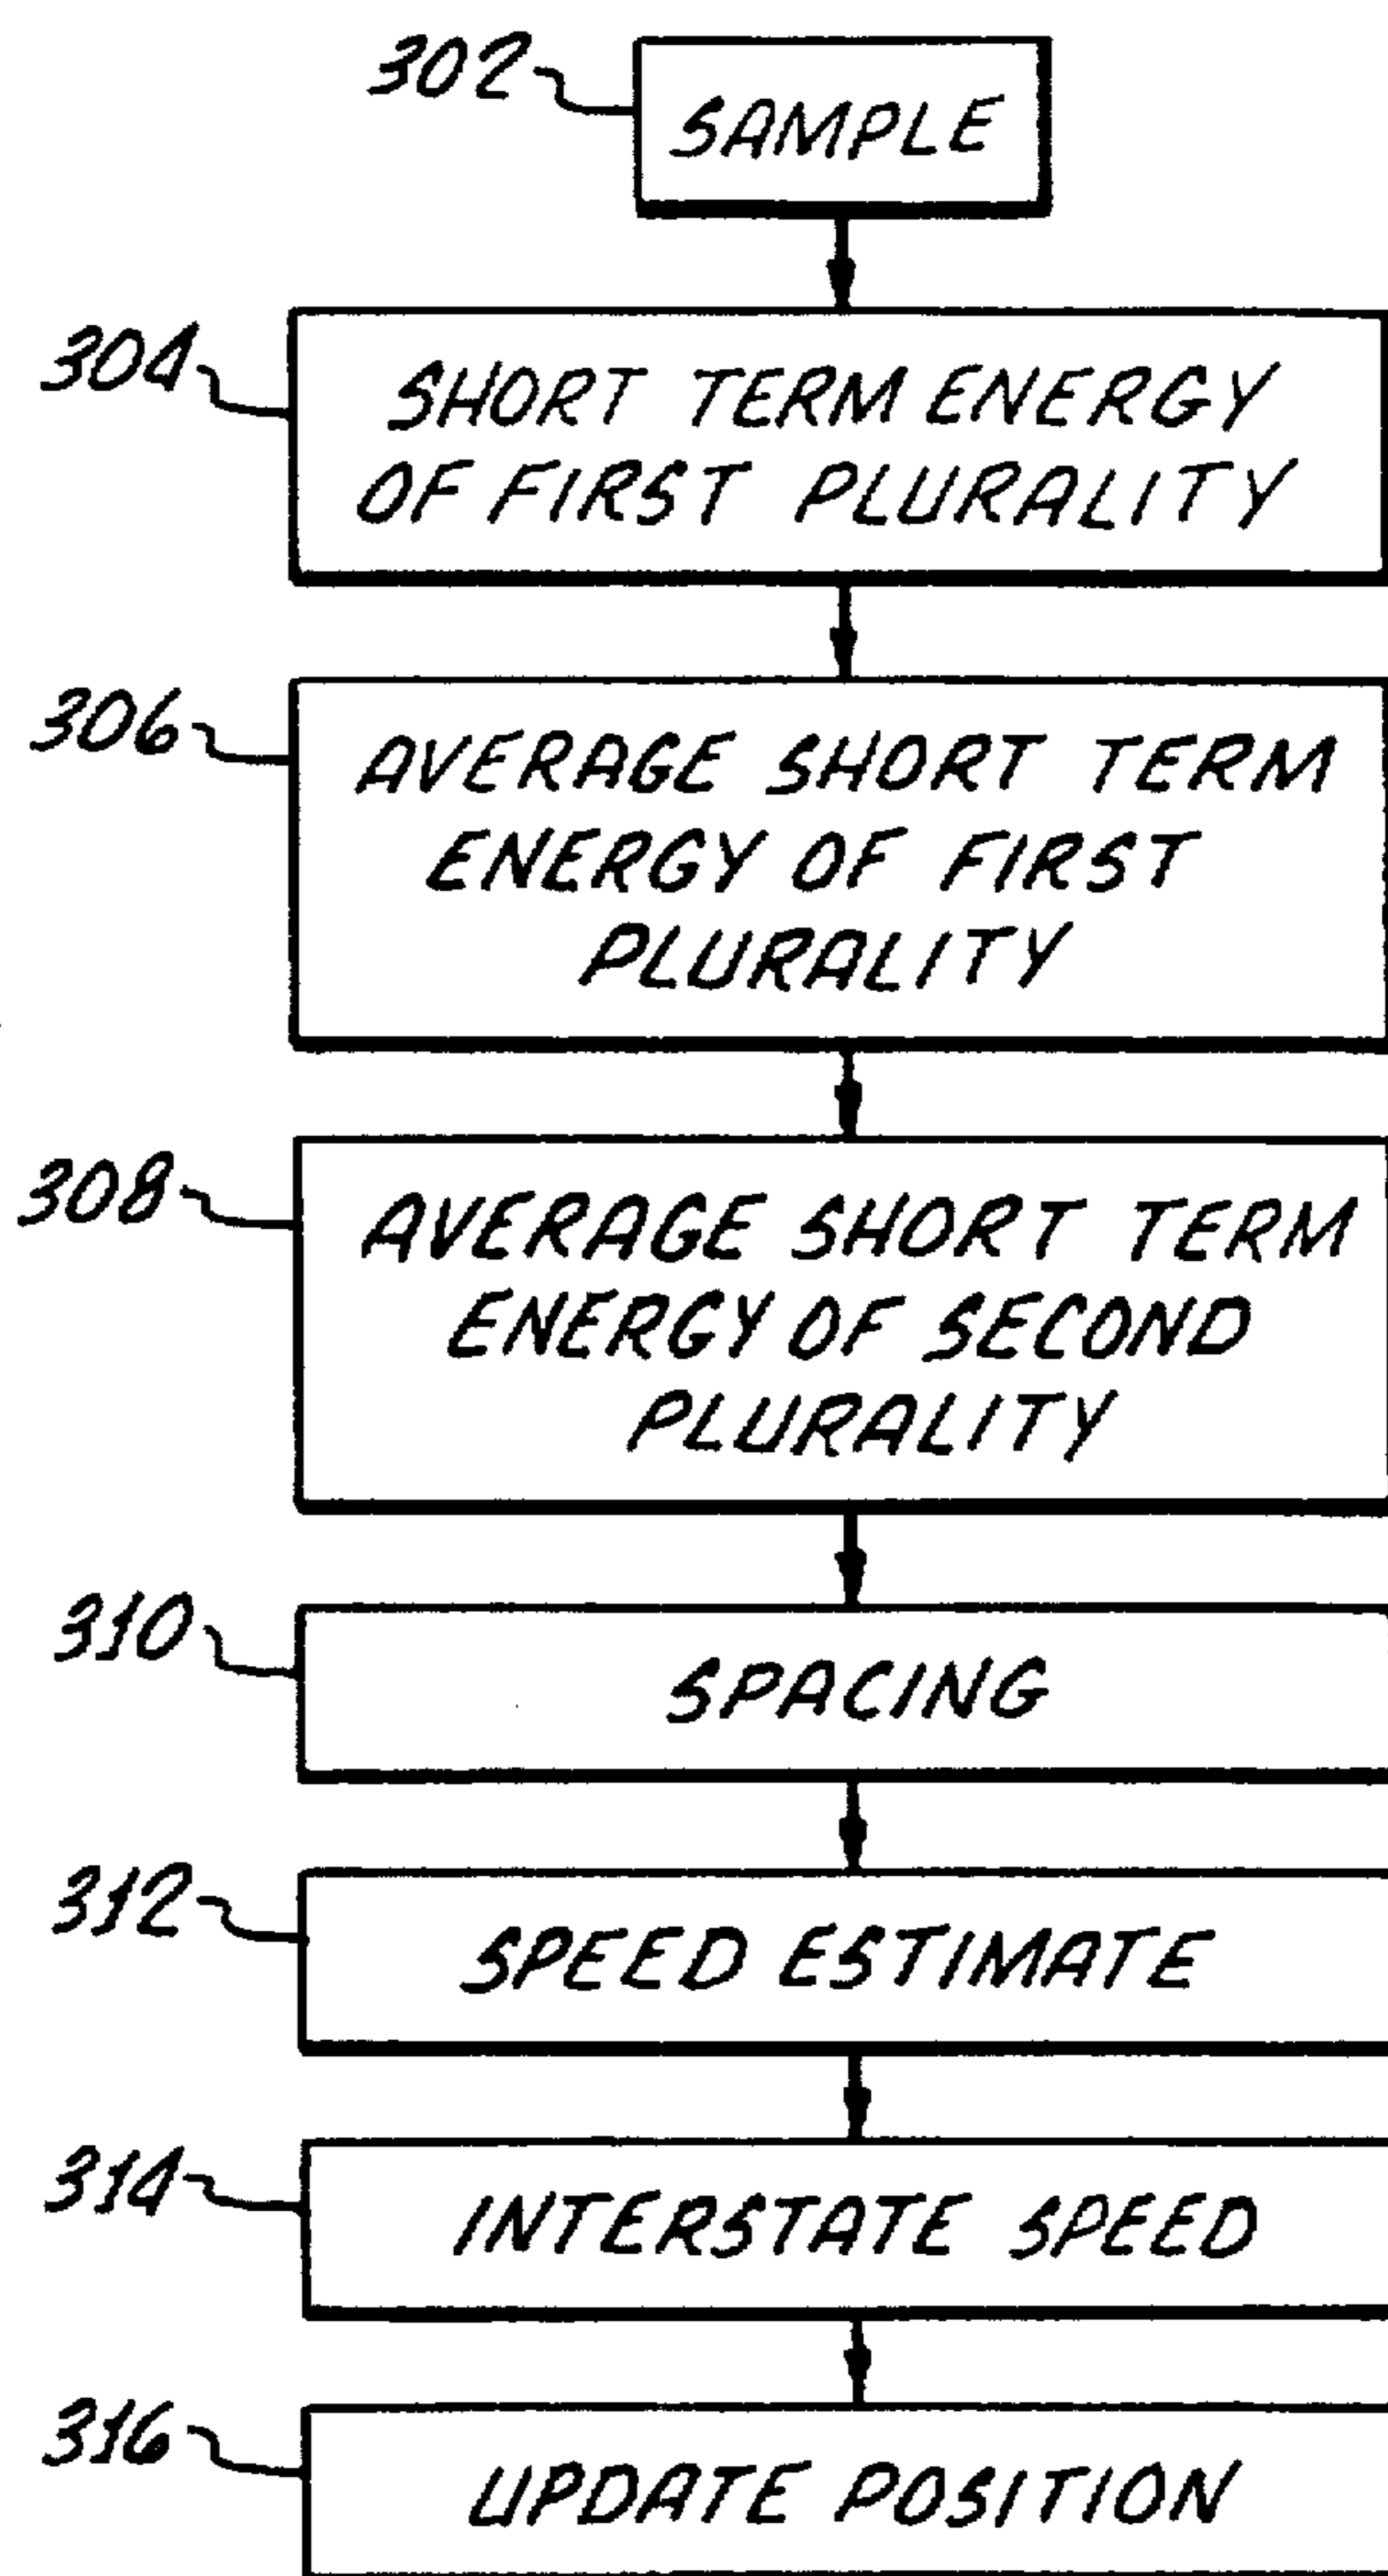 302
SAMPLE
304
SHORT TERM ENERGY
OF FIRST PLURALITY
306
AVERAGE SHORT TERM
ENERGY OF FIRST
PLURALITY
308
AVERAGE SHORT TERM
ENERGY OF SECOND
PLURALITY
310
SPACING
312
SPEED ESTIMATE
314
INTERSTATE SPEED
316
UPDATE POSITION